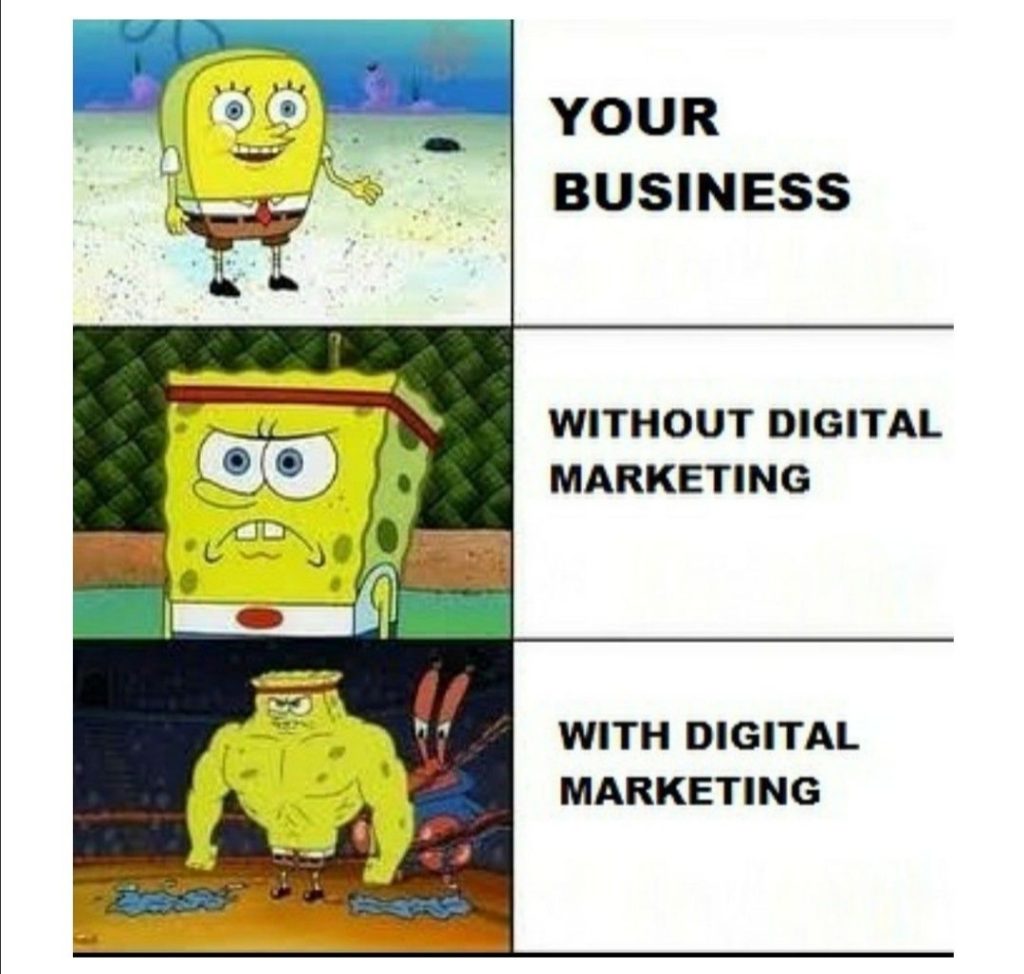 YOUR
BUSINESS
WITHOUT DIGITAL
MARKETING
WITH DIGITAL
MARKETING